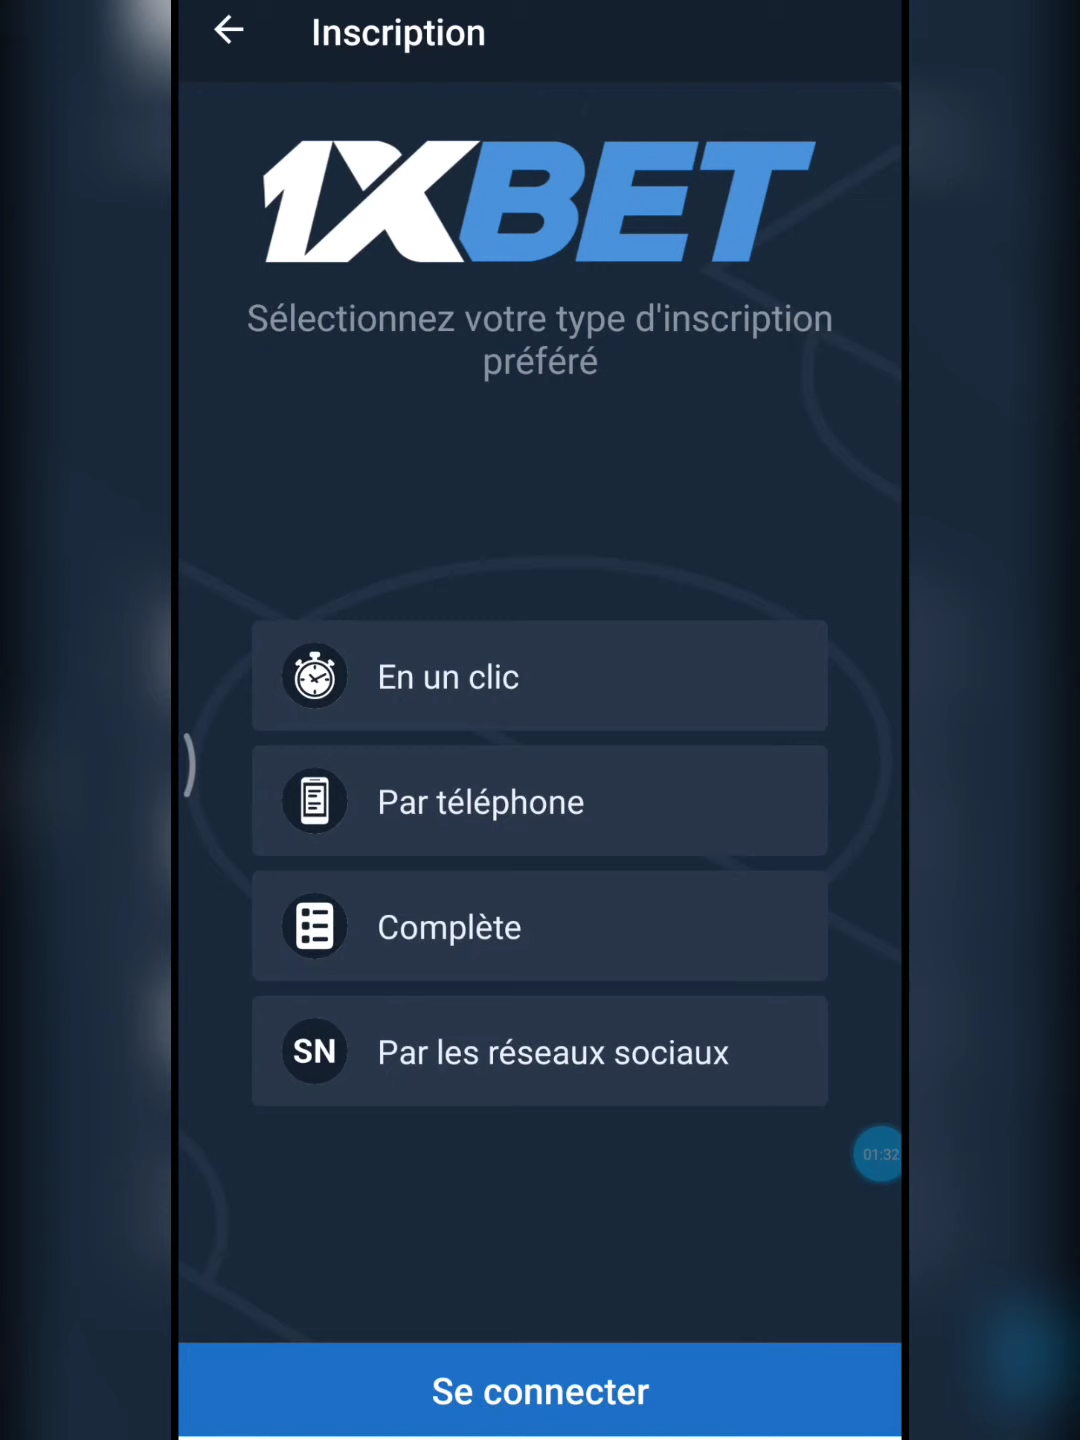 Inscription
1XBET
Sélectionnez votre type d'inscription
préféré
En un clic
Par téléphone
Complète
SN Par les réseaux sociaux
01:32
Se connecter